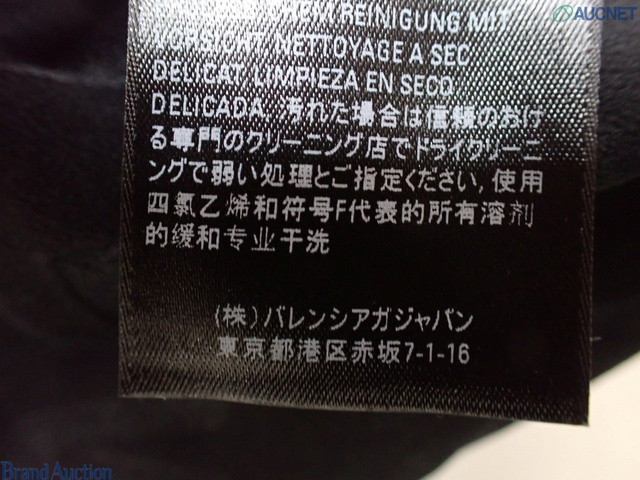 AUCNET
REINIGUNG MIT
VORSICHT NETTOYAGE A SEC
DELICAT LIMPIEZA EN SECO
DELICADA. 汚れた場合は信頼のおけ
る専門のクリーニング店でドライクリーニ
ングで弱い処理とご指定ください, 使用
四氯乙烯和符号F代表的所有溶剂
的缓和专业干洗
(株)バレンシアガジャパン
東京都港区赤坂7-1-16
Brand Auction